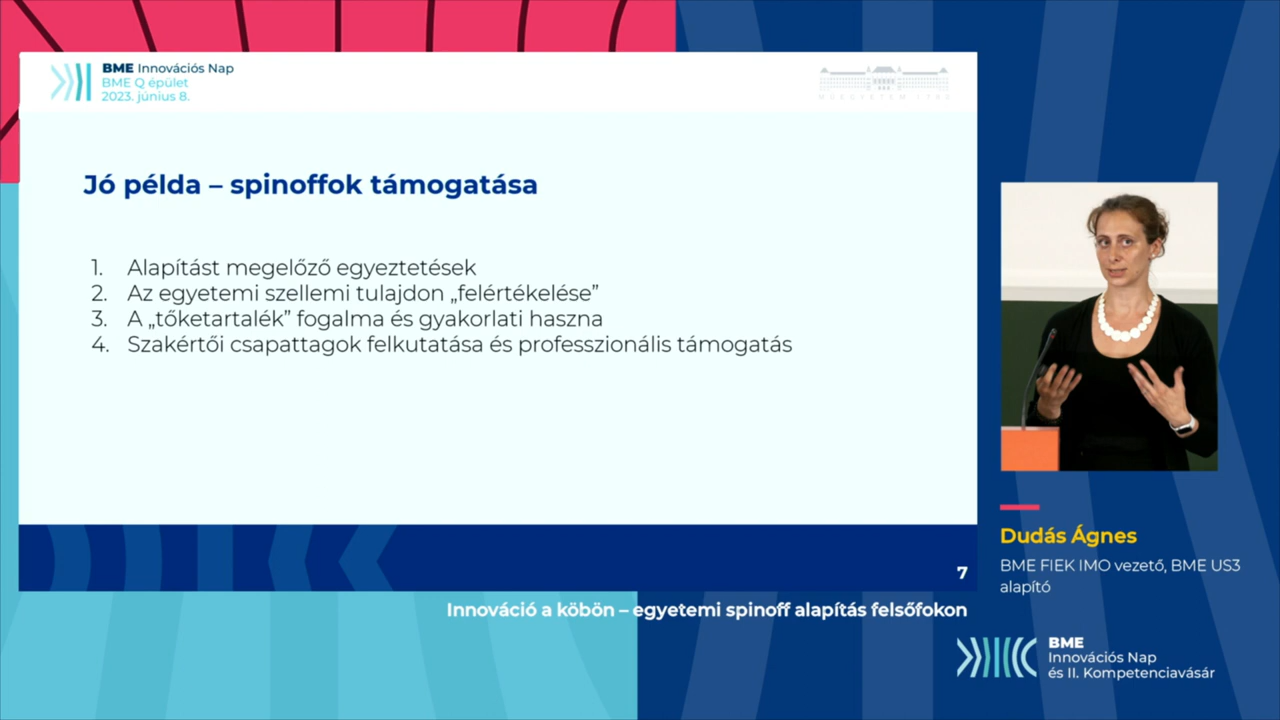 BME Innovációs Nap
BME Q épület
2023. június 8.
MŰEGYETEM 1782
Jó példa – spinoffok támogatása
1. Alapítást megelőző egyeztetések
2. Az egyetemi szellemi tulajdon „felértékelése”
3. A „tőketartalék” fogalma és gyakorlati haszna
4. Szakértői csapattagok felkutatása és professzionális támogatás
7
Dudás Ágnes
BME FIEK IMO vezető, BME US3
alapító
Innováció a köbön – egyetemi spinoff alapítás felsőfokon
BME
Innovációs Nap
és II. Kompetenciavásár